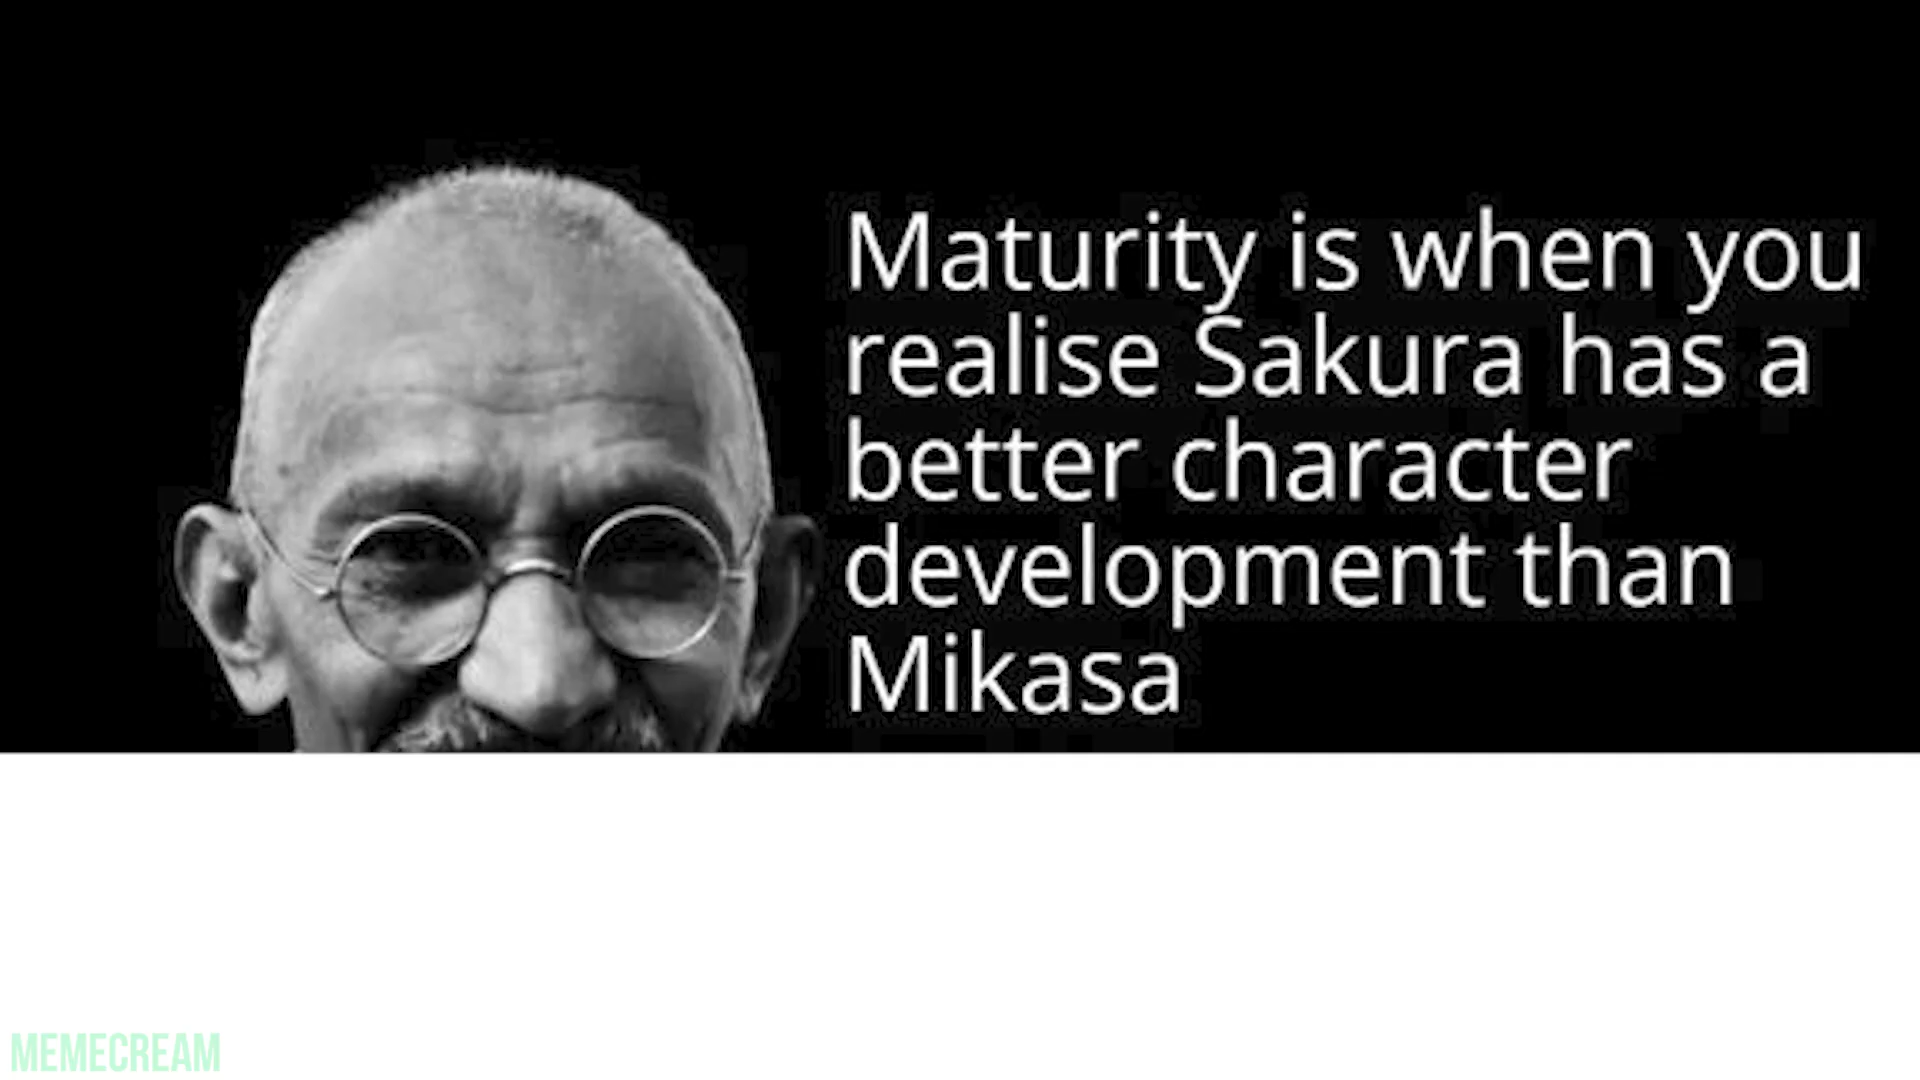 Maturity is when you
realise Sakura has a
better character
development than
Mikasa
MEMECREAM